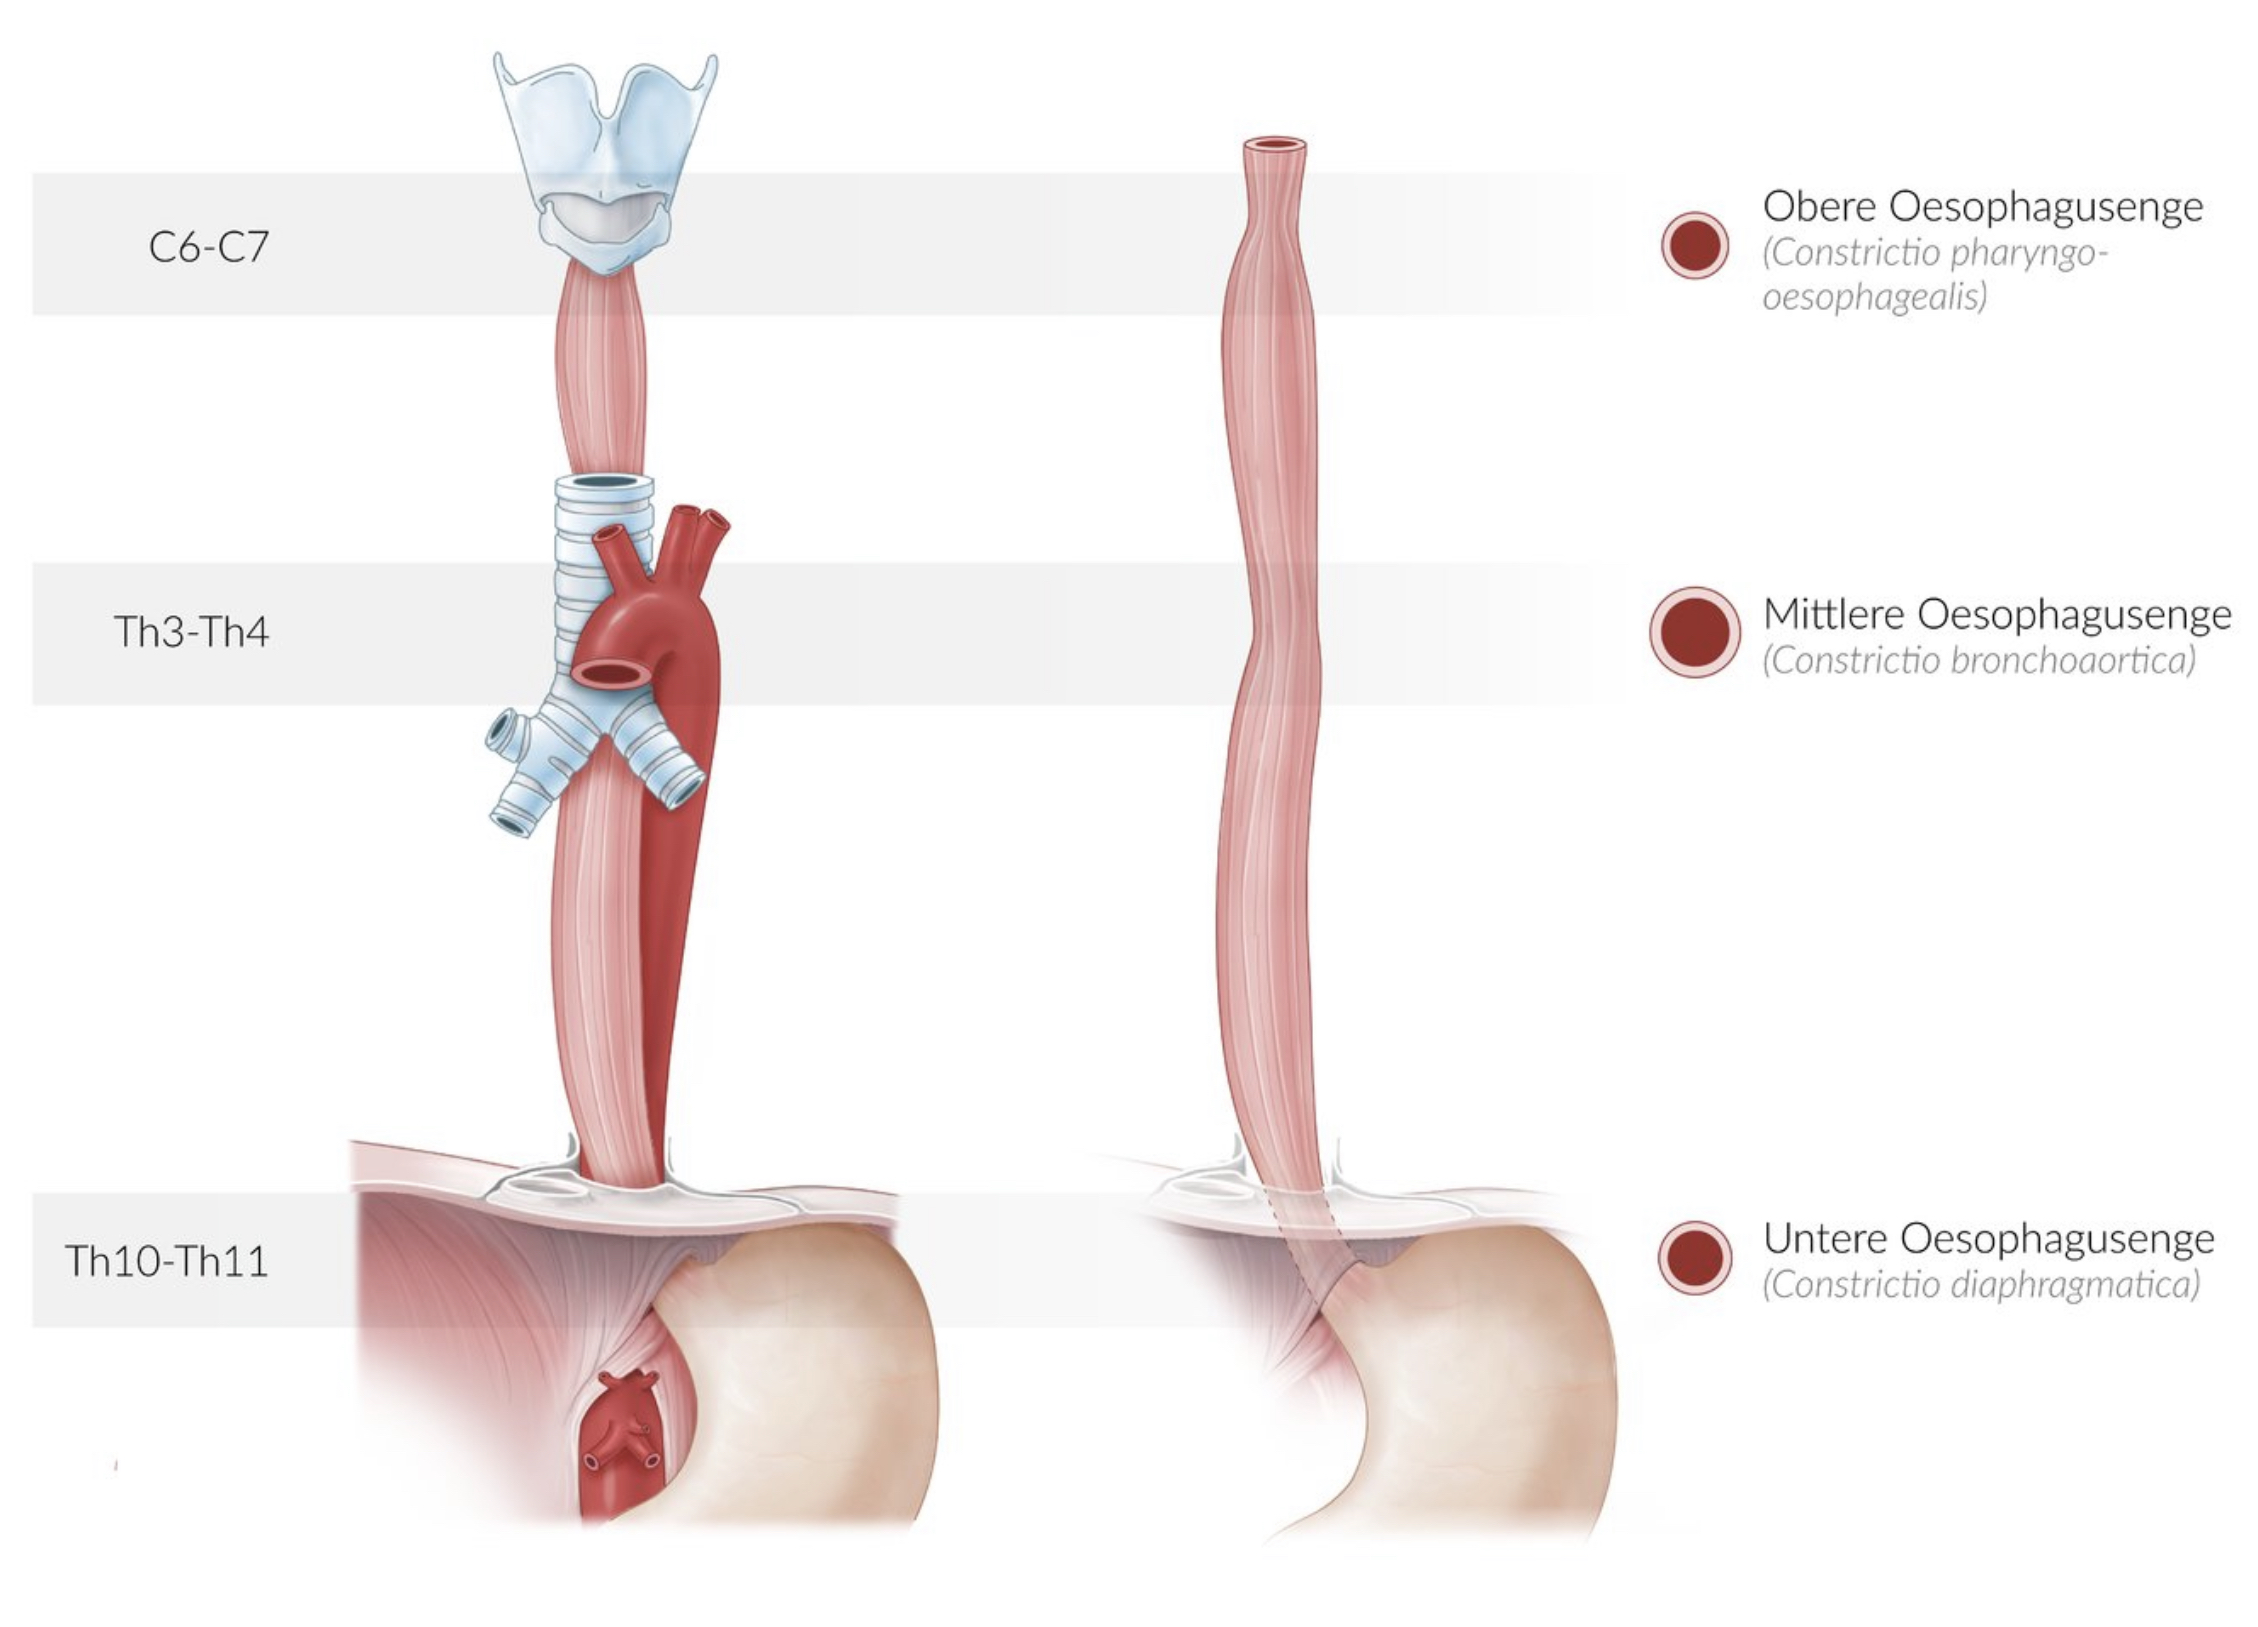 C6-C7
Obere Oesophagusenge
(Constrictio pharyngo-
oesophagealis)
Th3-Th4
Mittlere Oesophagusenge
(Constrictio bronchoaortica)
Th10-Th11
Untere Oesophagusenge
(Constrictio diaphragmatica)